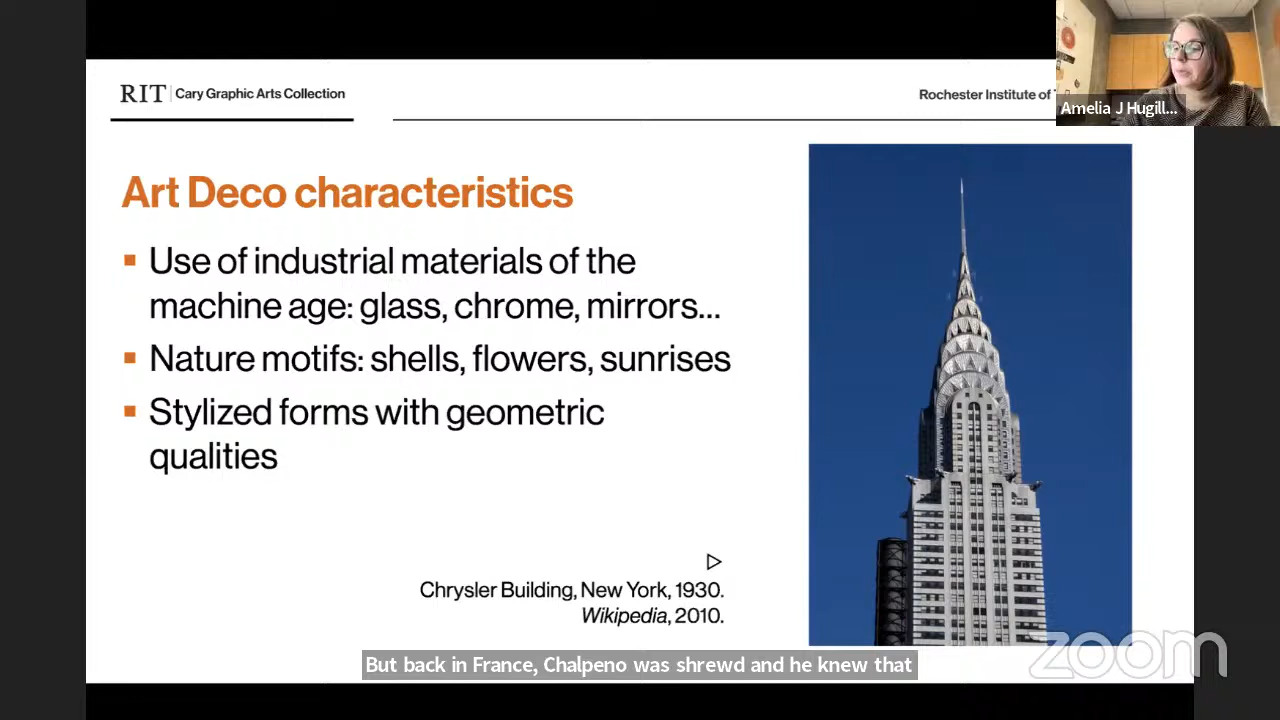 RIT Cary Graphic Arts Collection
Rochester Institute of
Amelia J Hugill...
Art Deco characteristics
Use of industrial materials of the
machine age: glass, chrome, mirrors...
Nature motifs: shells, flowers, sunrises
Stylized forms with geometric
qualities
Chrysler Building, New York, 1930.
Wikipedia, 2010.
But back in France, Chalpeno was shrewd and he knew that
zoom